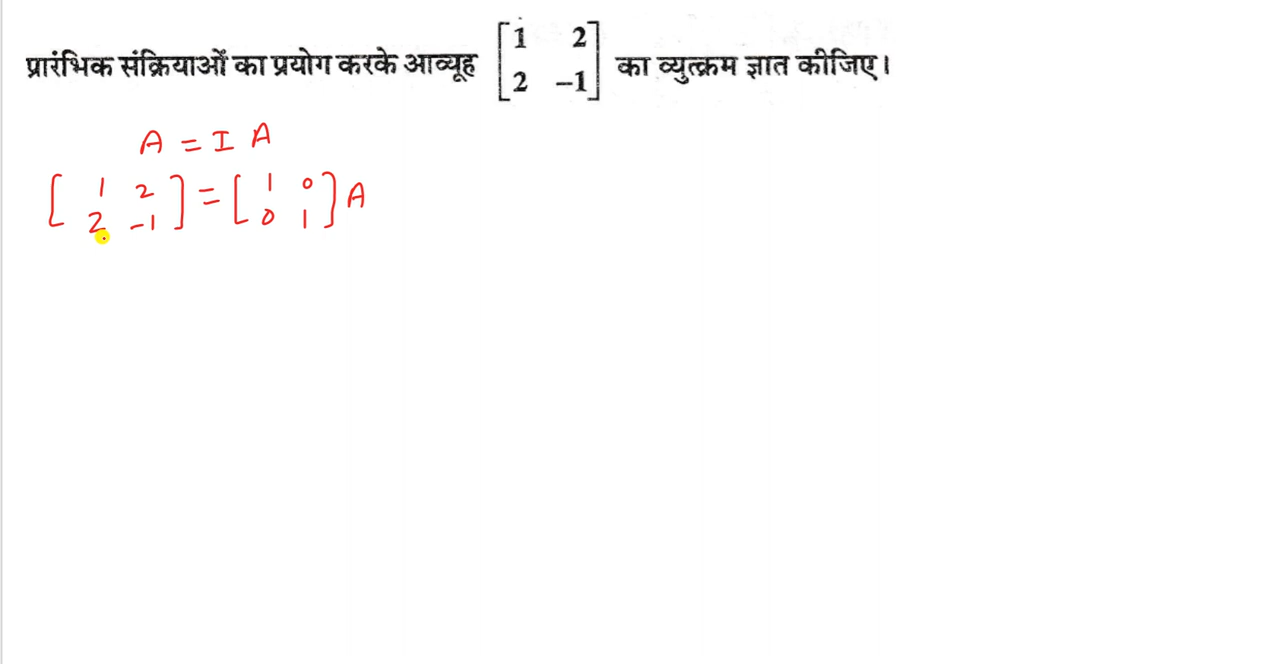 प्रारंभिक संक्रियाओं का प्रयोग करके आव्यूह [1 2 2 –1] का व्युत्क्रम ज्ञात कीजिए।
A = I A
[1 2 2 -1] = [1 0 0 1] A